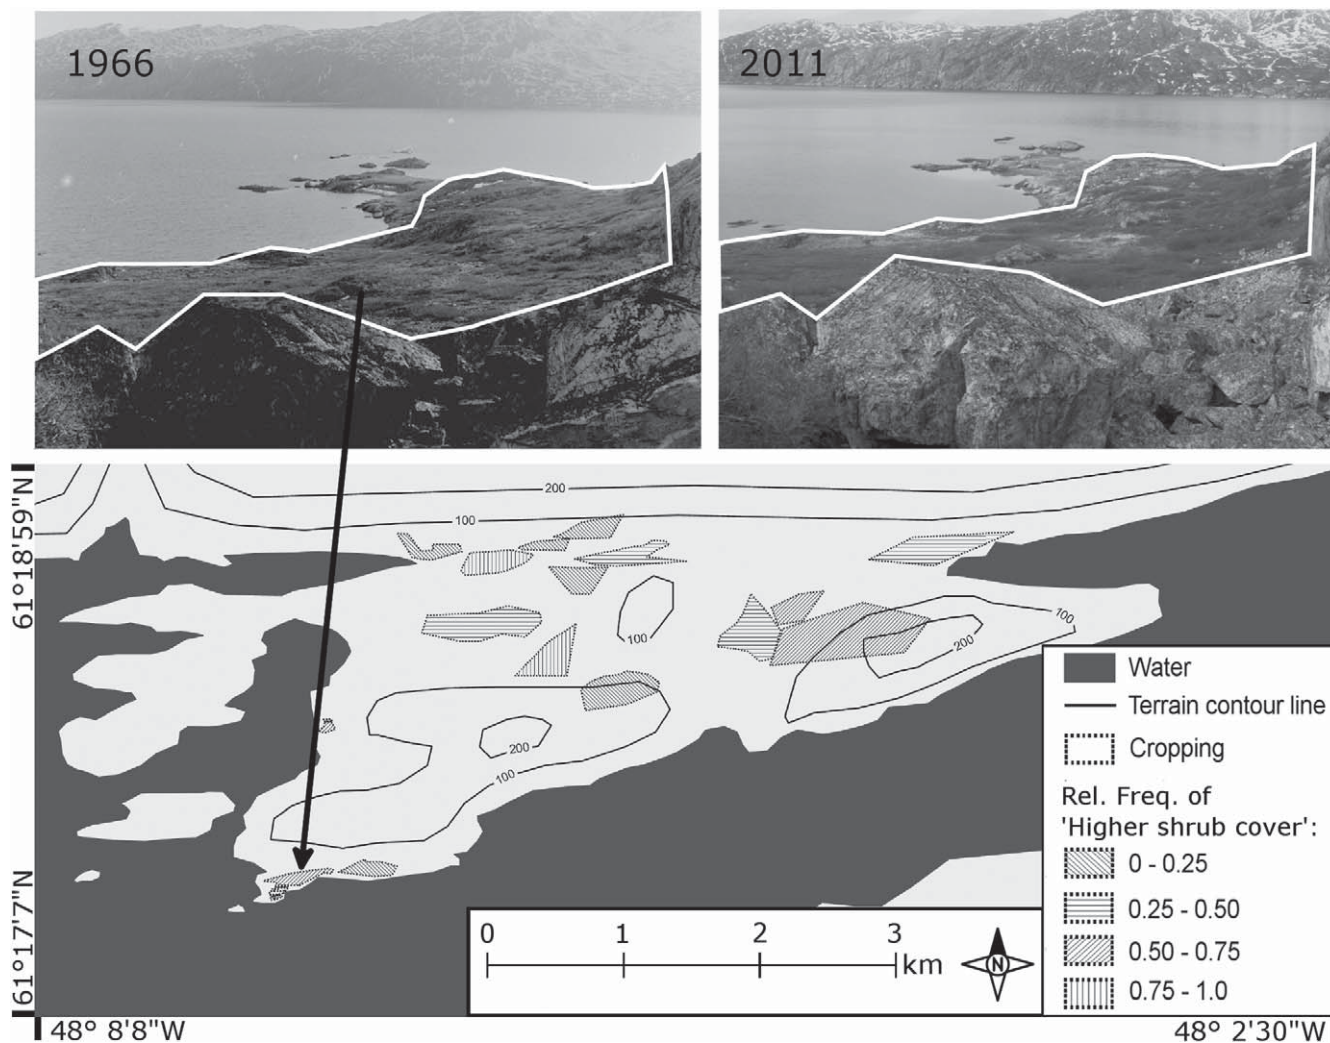 1966
2011
200
100
100
100
200
200
100
61°18'59"N
61°17'7"N
48° 8'8"W
48° 2'30"W
0 1 2 3
km
N
Water
Terrain contour line
Cropping
Rel. Freq. of
'Higher shrub cover':
0 - 0.25
0.25 - 0.50
0.50 - 0.75
0.75 - 1.0